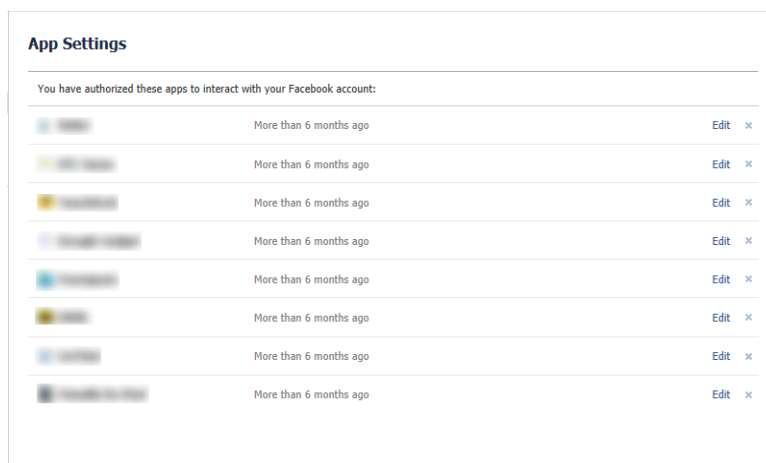 App Settings
You have authorized these apps to interact with your Facebook account:
More than 6 months ago Edit ×
More than 6 months ago Edit ×
More than 6 months ago Edit ×
More than 6 months ago Edit ×
More than 6 months ago Edit ×
More than 6 months ago Edit ×
More than 6 months ago Edit ×
More than 6 months ago Edit ×